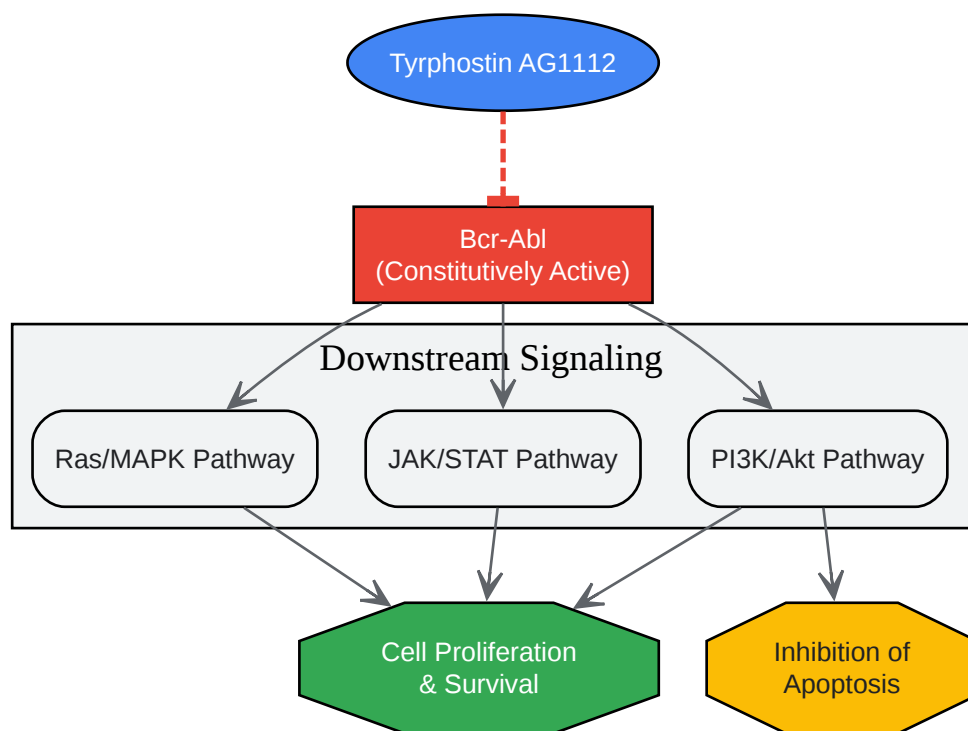 Tyrphostin AG1112
Bcr-Abl
(Constitutively Active)
Downstream Signaling
Ras/MAPK Pathway
JAK/STAT Pathway
PI3K/Akt Pathway
Cell Proliferation
& Survival
Inhibition of
Apoptosis